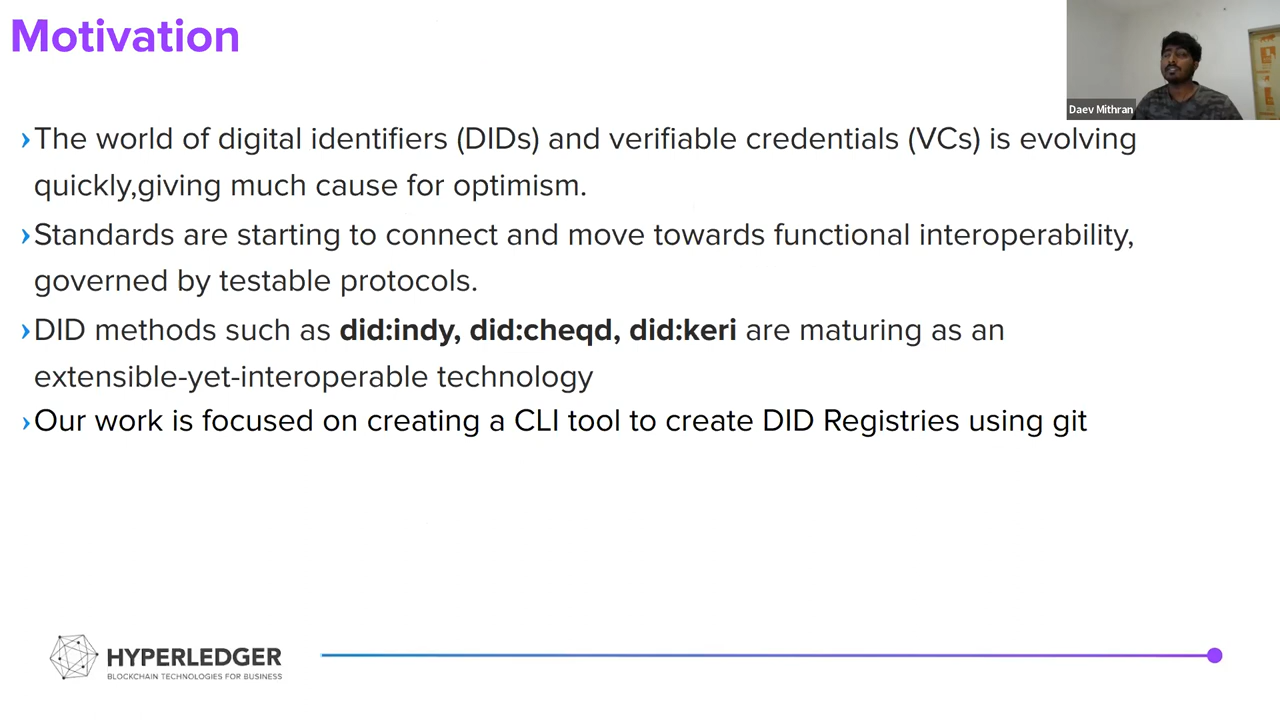 Motivation
Daev Mithran
›The world of digital identifiers (DIDs) and verifiable credentials (VCs) is evolving
quickly,giving much cause for optimism.
›Standards are starting to connect and move towards functional interoperability,
governed by testable protocols.
›DID methods such as did:indy, did:cheqd, did:keri are maturing as an
extensible-yet-interoperable technology
›Our work is focused on creating a CLI tool to create DID Registries using git
HYPERLEDGER
BLOCKCHAIN TECHNOLOGIES FOR BUSINESS